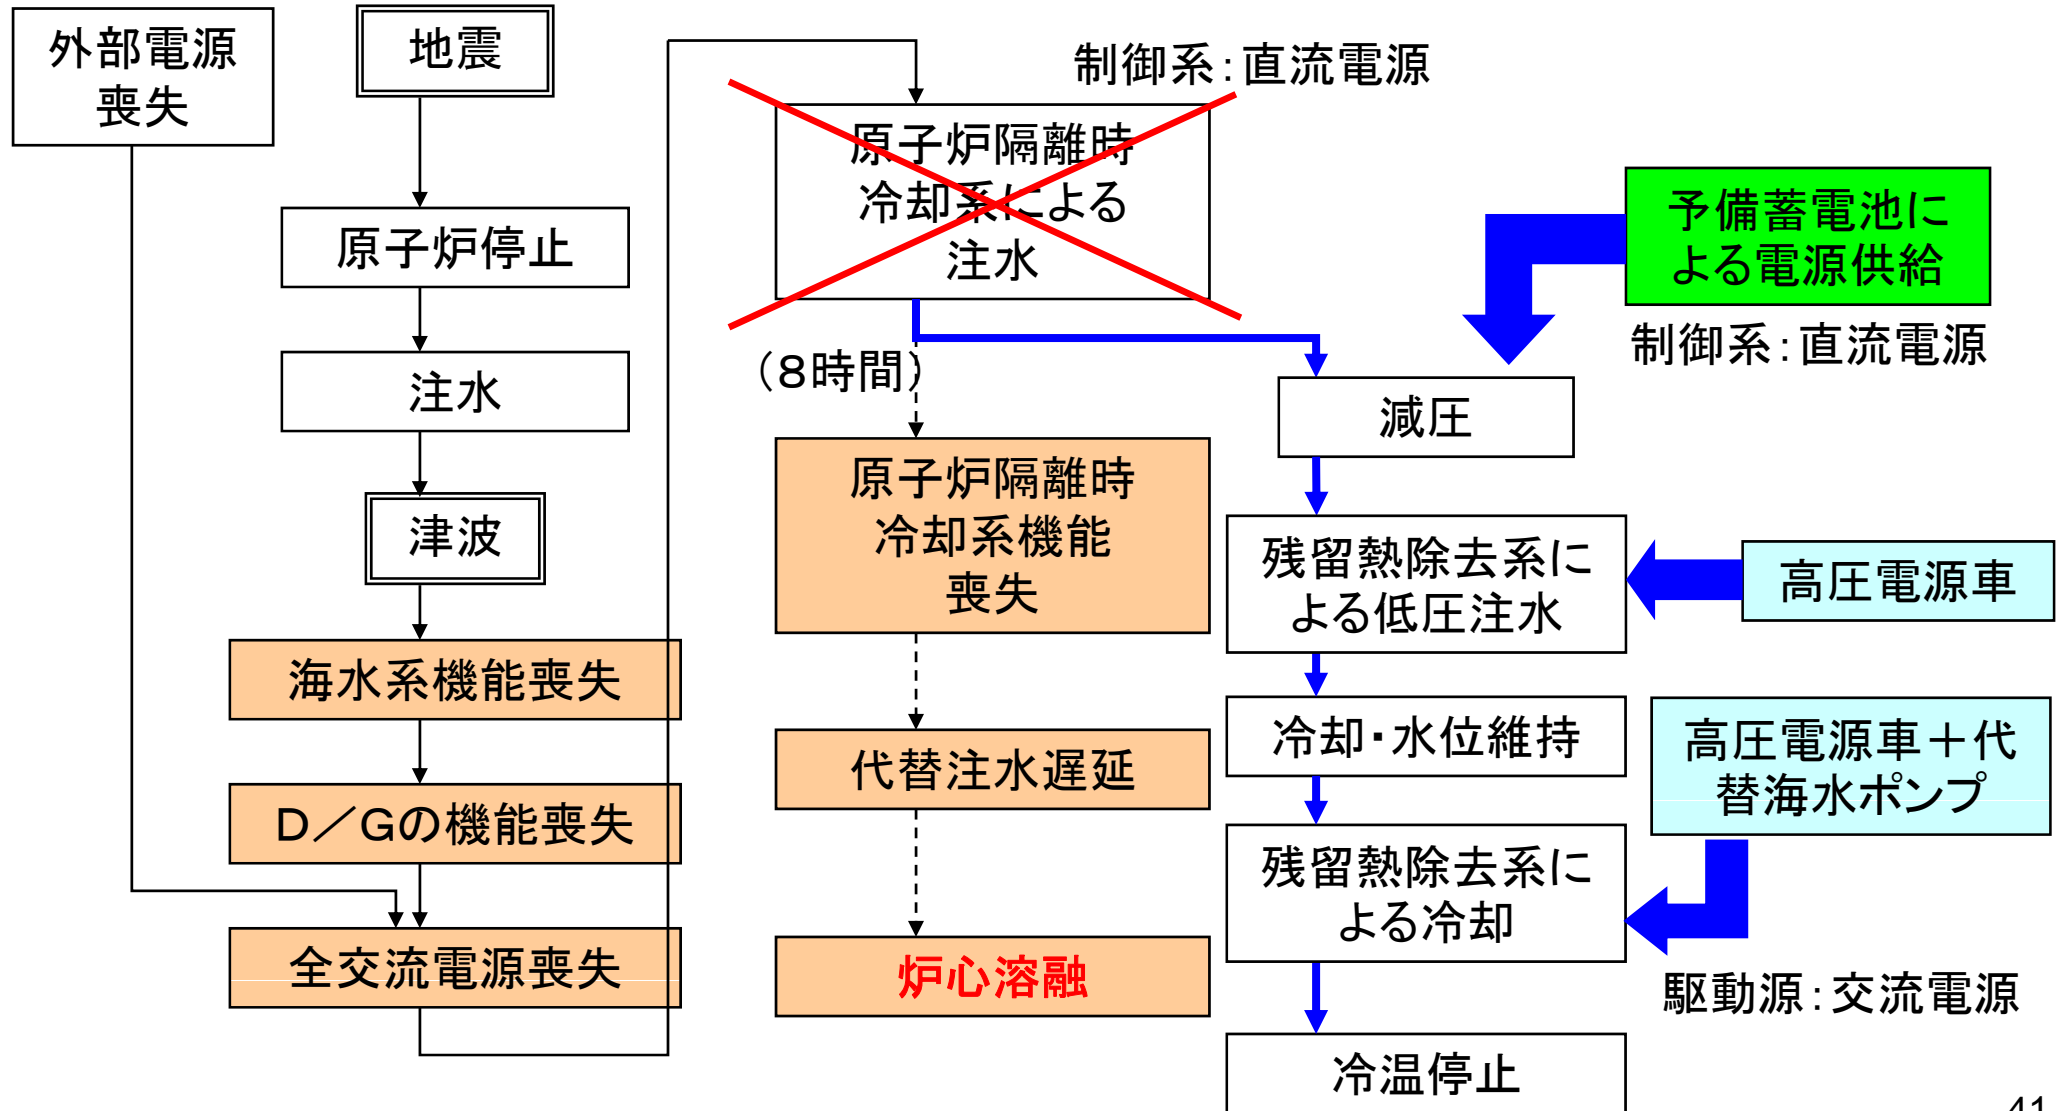 外部電源
喪失
地震
原子炉停止
注水
津波
海水系機能喪失
D／Gの機能喪失
全交流電源喪失
制御系：直流電源
原子炉隔離時
冷却系による
注水
（8時間）
原子炉隔離時
冷却系機能
喪失
代替注水遅延
炉心溶融
予備蓄電池に
よる電源供給
制御系：直流電源
減圧
残留熱除去系に
よる低圧注水
高圧電源車
冷却・水位維持
高圧電源車＋代
替海水ポンプ
残留熱除去系に
よる冷却
駆動源：交流電源
冷温停止
41